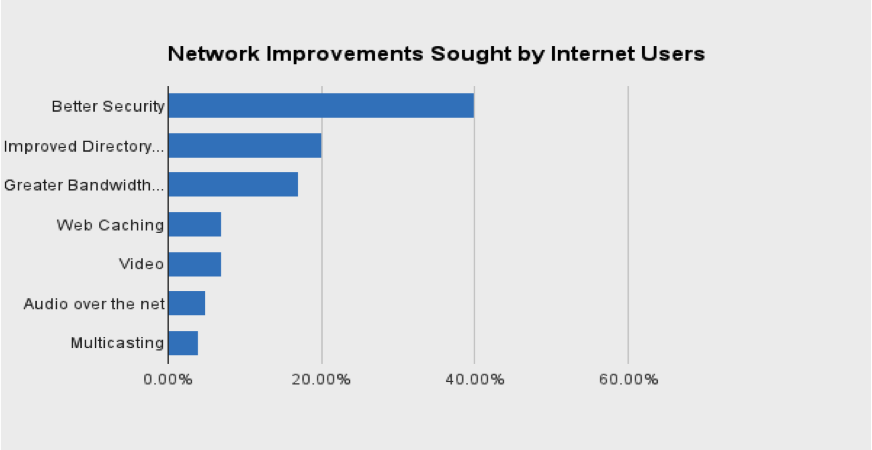 Network Improvements Sought by Internet Users
Better Security
Improved Directory...
Greater Bandwidth...
Web Caching
Video
Audio over the net
Multicasting
0.00% 20.00% 40.00% 60.00%